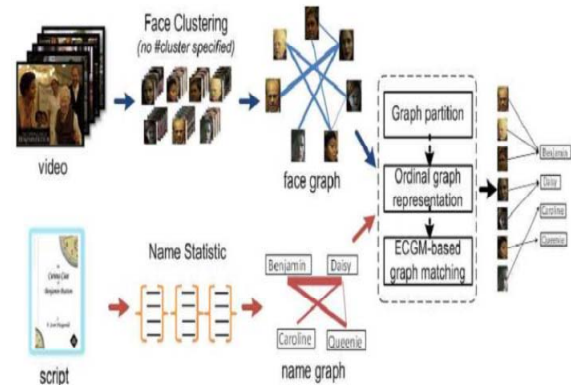 Face Clustering
(no #cluster specified)
video
face graph
Graph partition
Ordinal graph
representation
ECGM-based
graph matching
Benjamin
Daisy
Caroline
Queenie
Name Statistic
Benjamin
Daisy
Caroline
Queenie
script
name graph